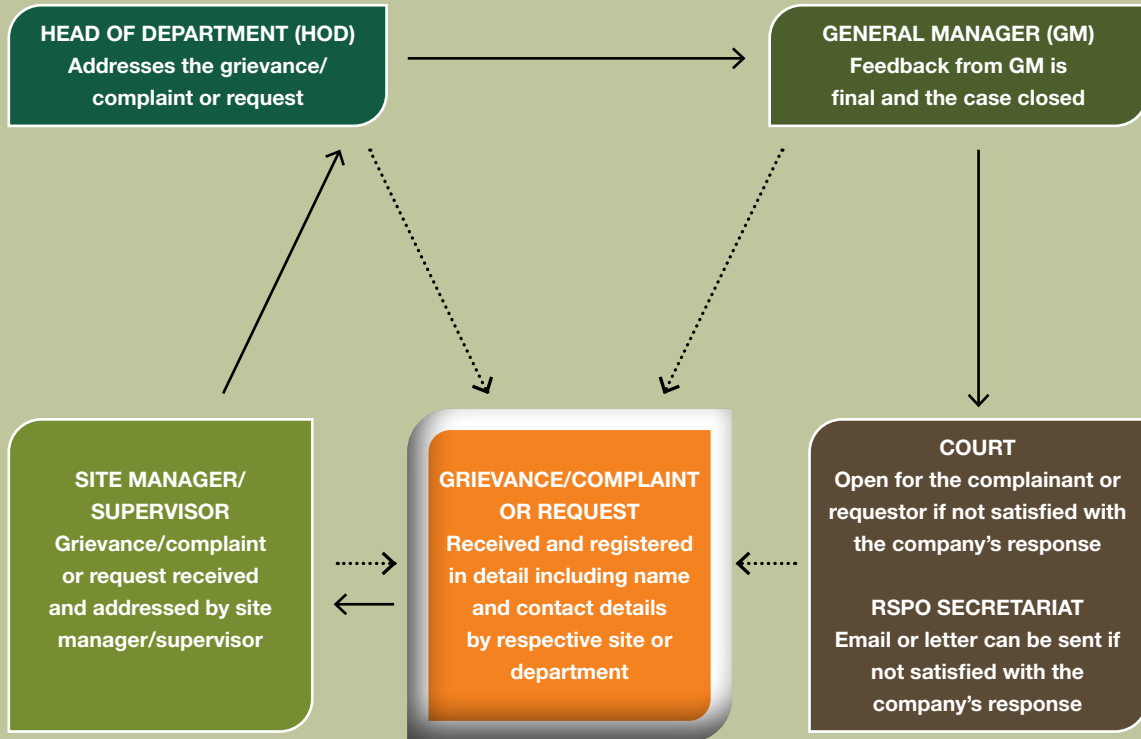 HEAD OF DEPARTMENT (HOD)
Addresses the grievance/
complaint or request
GENERAL MANAGER (GM)
Feedback from GM is
final and the case closed
SITE MANAGER/
SUPERVISOR
Grievance/complaint
or request received
and addressed by site
manager/supervisor
GRIEVANCE/COMPLAINT
OR REQUEST
Received and registered
in detail including name
and contact details
by respective site or
department
COURT
Open for the complainant or
requestor if not satisfied with
the company’s response
RSPO SECRETARIAT
Email or letter can be sent if
not satisfied with the
company’s response